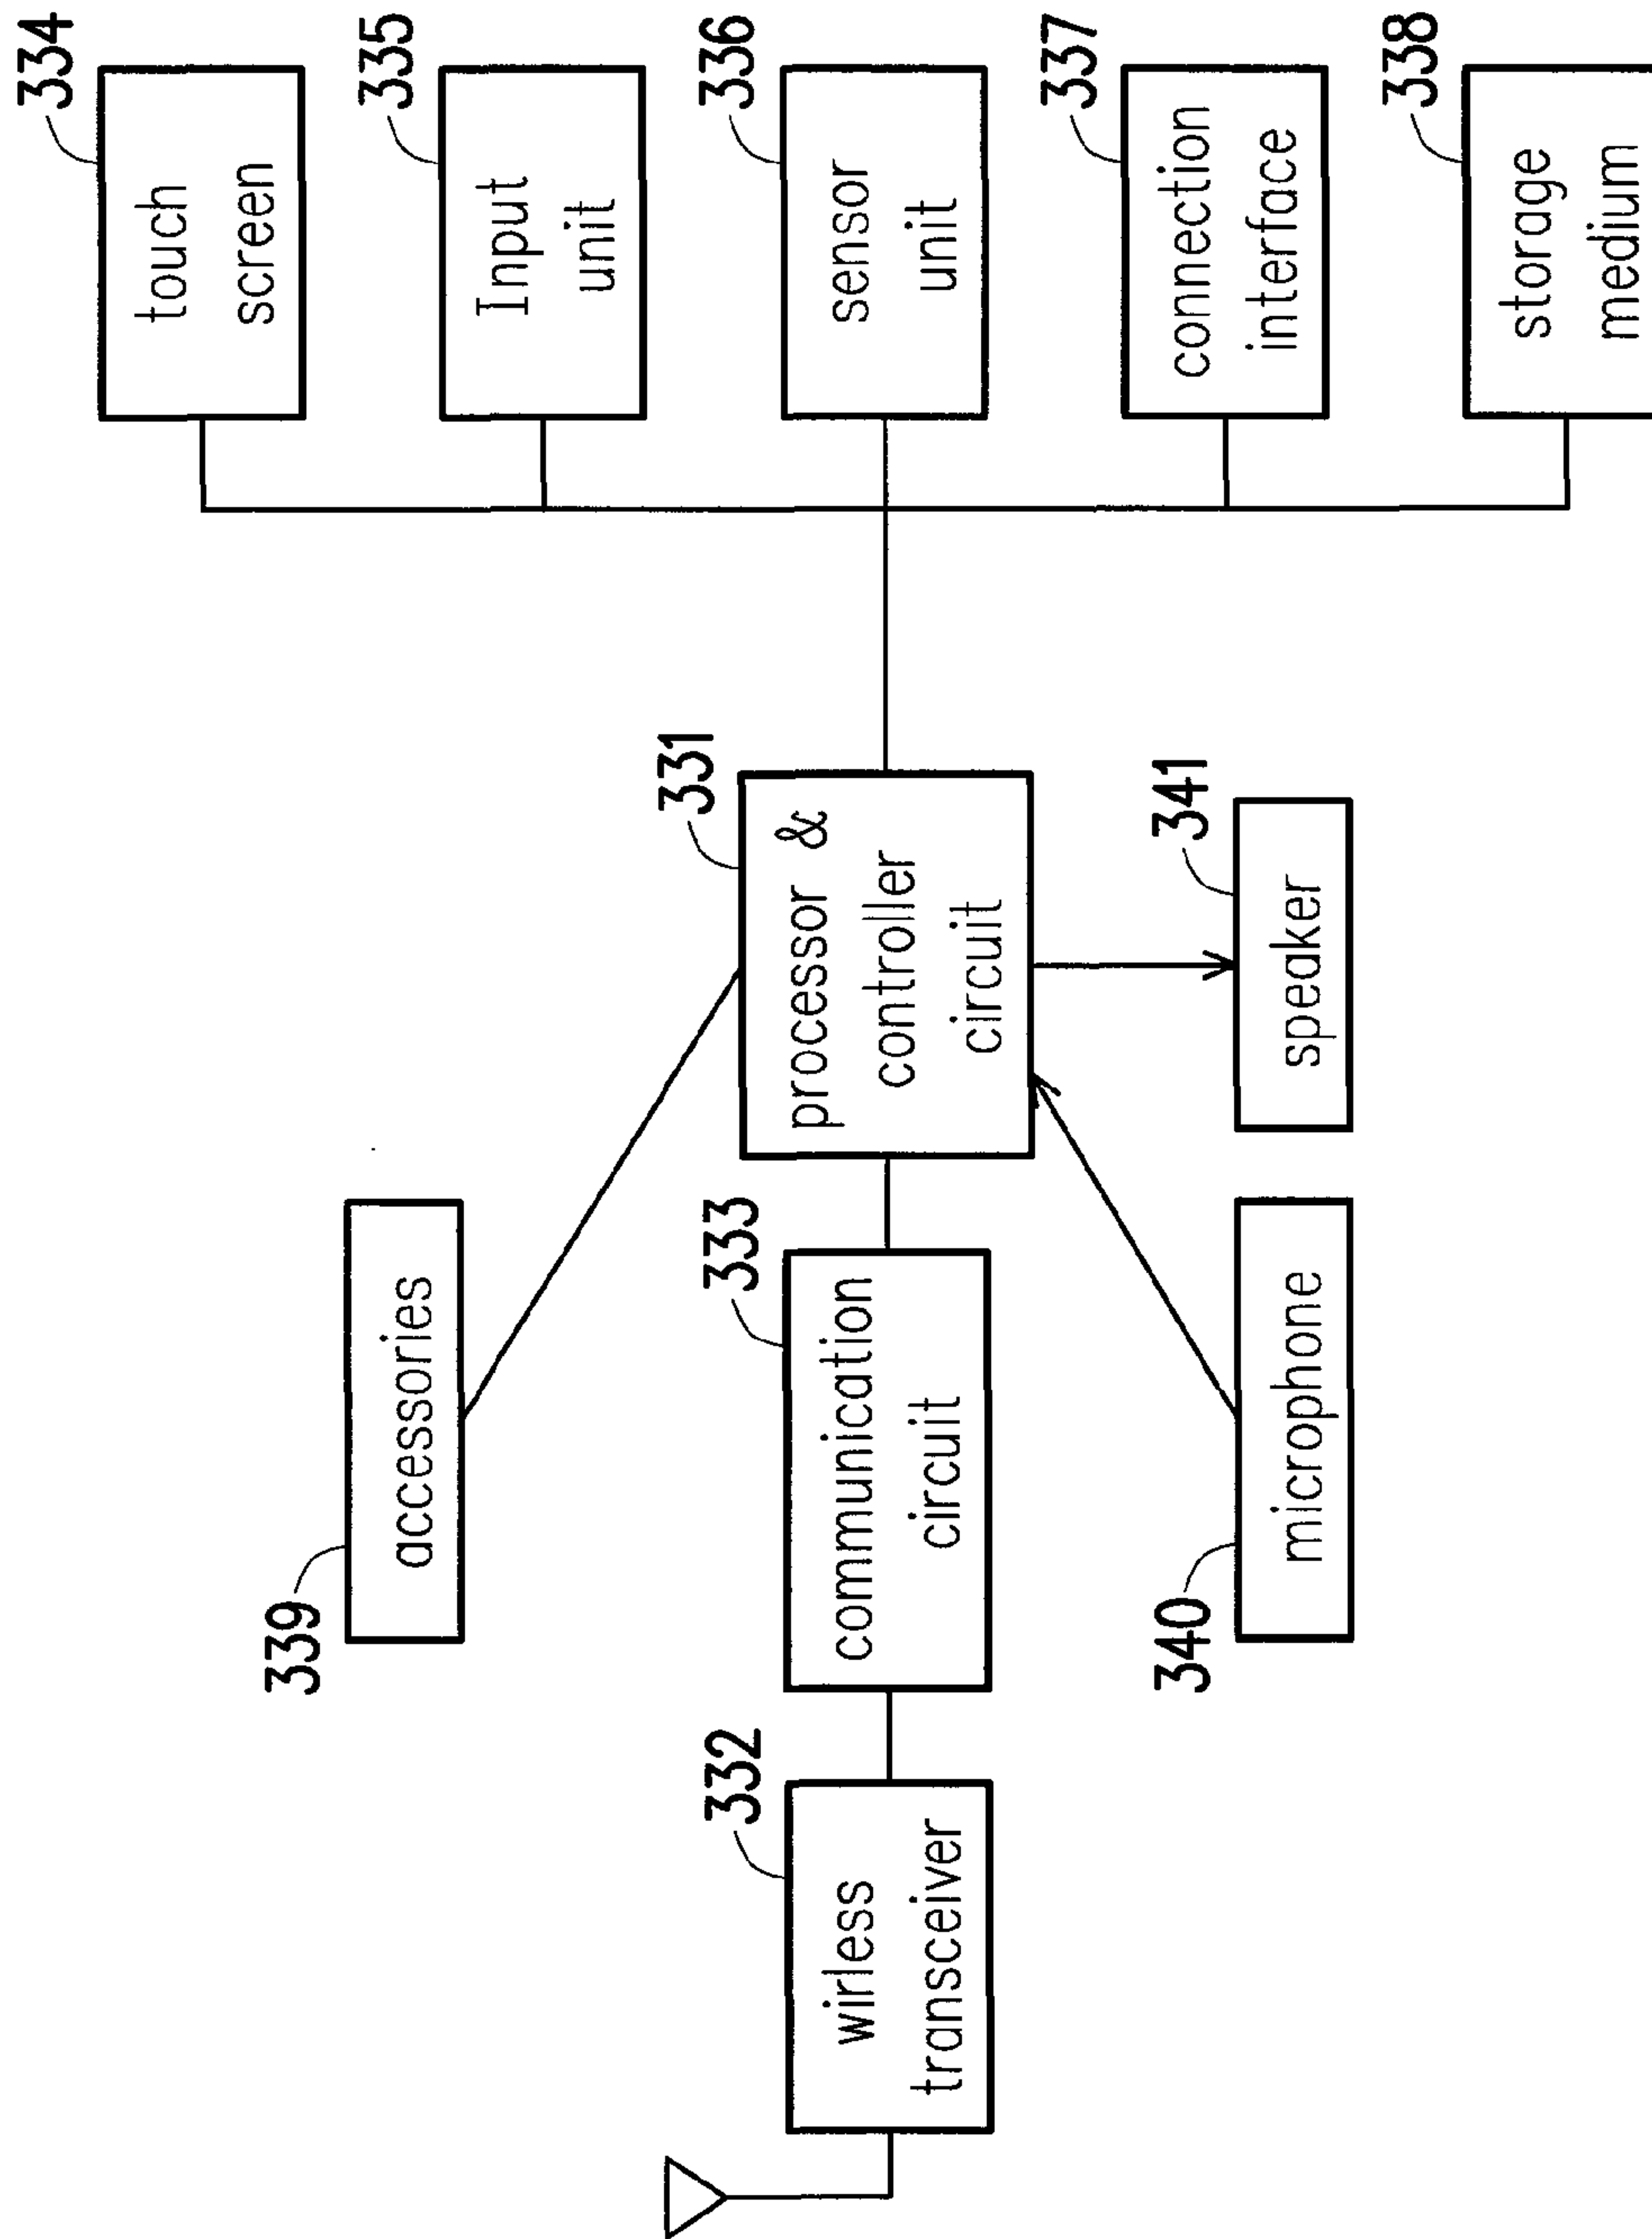 334
touch
screen
335
Input
unit
336
sensor
unit
337
connection
interface
338
storage
medium
339
accessories
331
processor &
controller
circuit
333
communication
circuit
332
wirless
transceiver
340
microphone
341
speaker